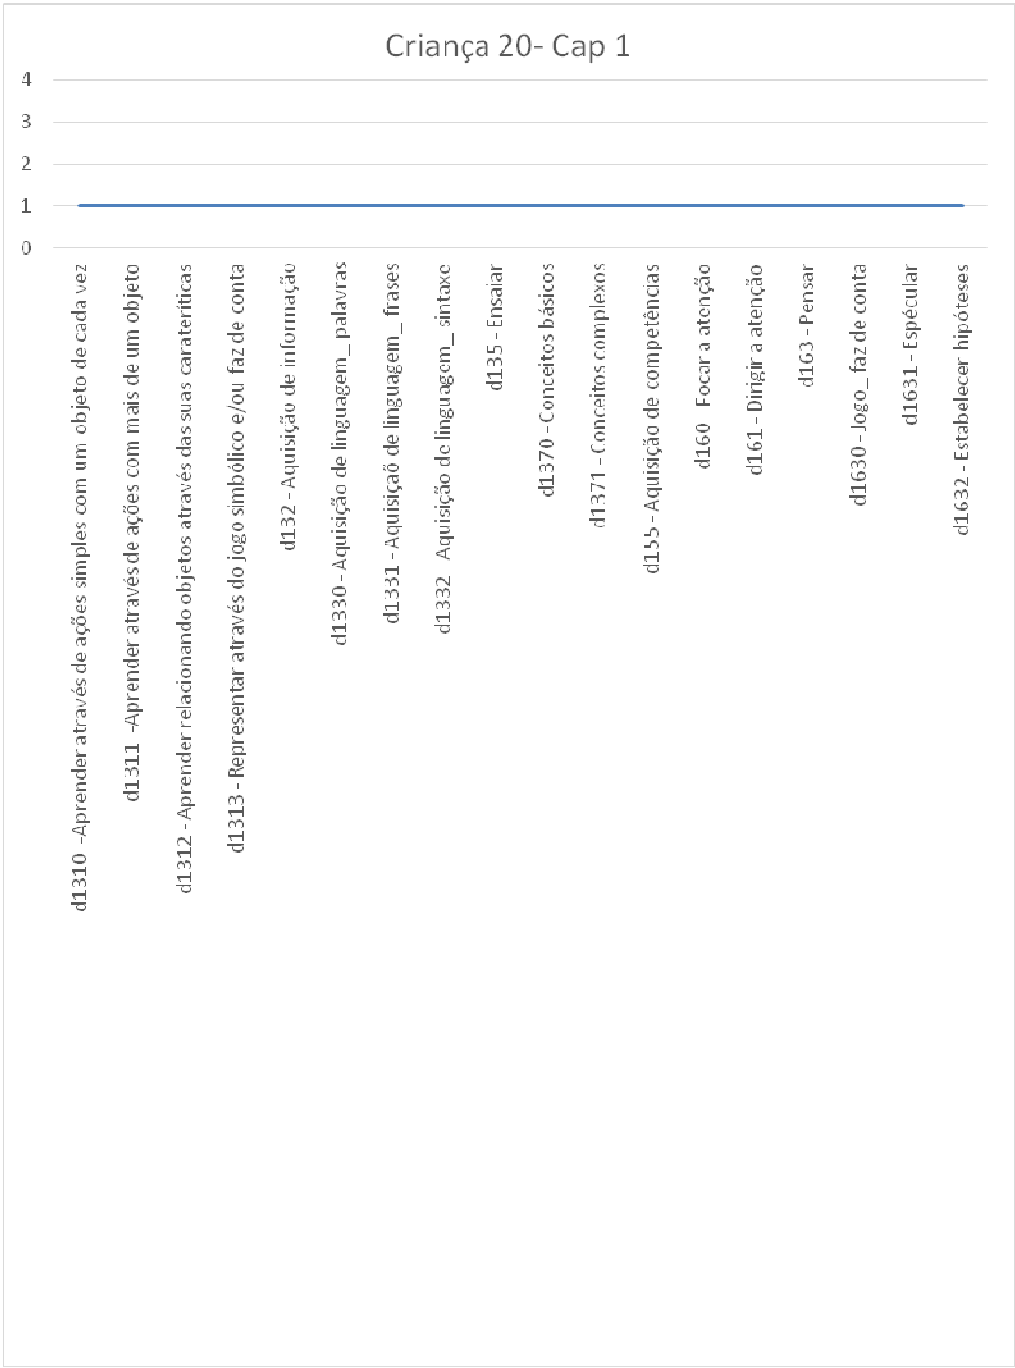 Criança 20- Cap 1
4
3
2
1
0
d1310 -Aprender através de ações simples com um objeto de cada vez
d1311 -Aprender através de ações com mais de um objeto
d1312 - Aprender relacionando objetos através das suas carateríticas
d1313 - Representar através do jogo simbólico e/ou faz de conta
d132 - Aquisição de informação
d1330 - Aquisição de linguagem_ palavras
d1331 - Aquisiçaõ de linguagem_ frases
d1332 Aquisição de linguagem_ sintaxe
d135 - Ensaiar
d1370 - Conceitos básicos
d1371 - Conceitos complexos
d155 - Aquisição de competências
d160 Focar a atenção
d161 - Dirigir a atenção
d163 - Pensar
d1630 - Jogo_ faz de conta
d1631 - Espécular
d1632 - Estabelecer hipóteses